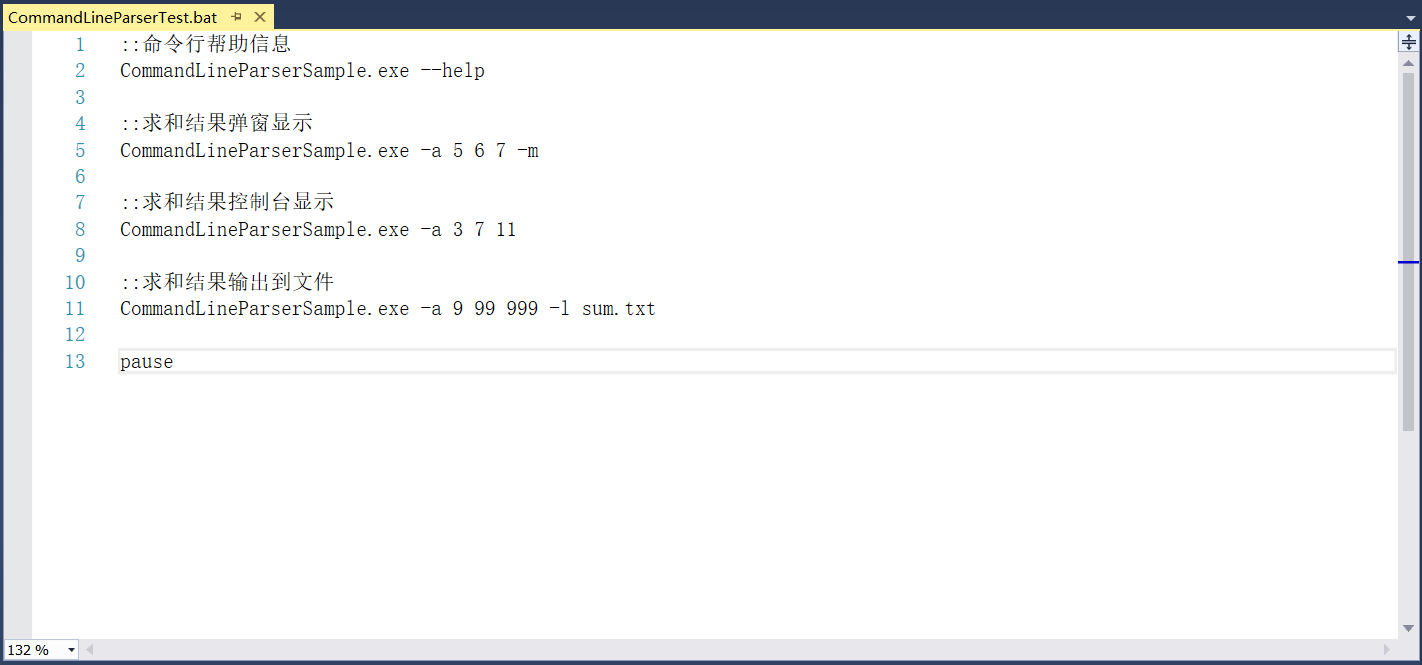 CommandLineParserTest.bat
1 ::命令行帮助信息
2 CommandLineParserSample.exe --help
3
4 ::求和结果弹窗显示
5 CommandLineParserSample.exe -a 5 6 7 -m
6
7 ::求和结果控制台显示
8 CommandLineParserSample.exe -a 3 7 11
9
10 ::求和结果输出到文件
11 CommandLineParserSample.exe -a 9 99 999 -l sum.txt
12
13 pause
132 %